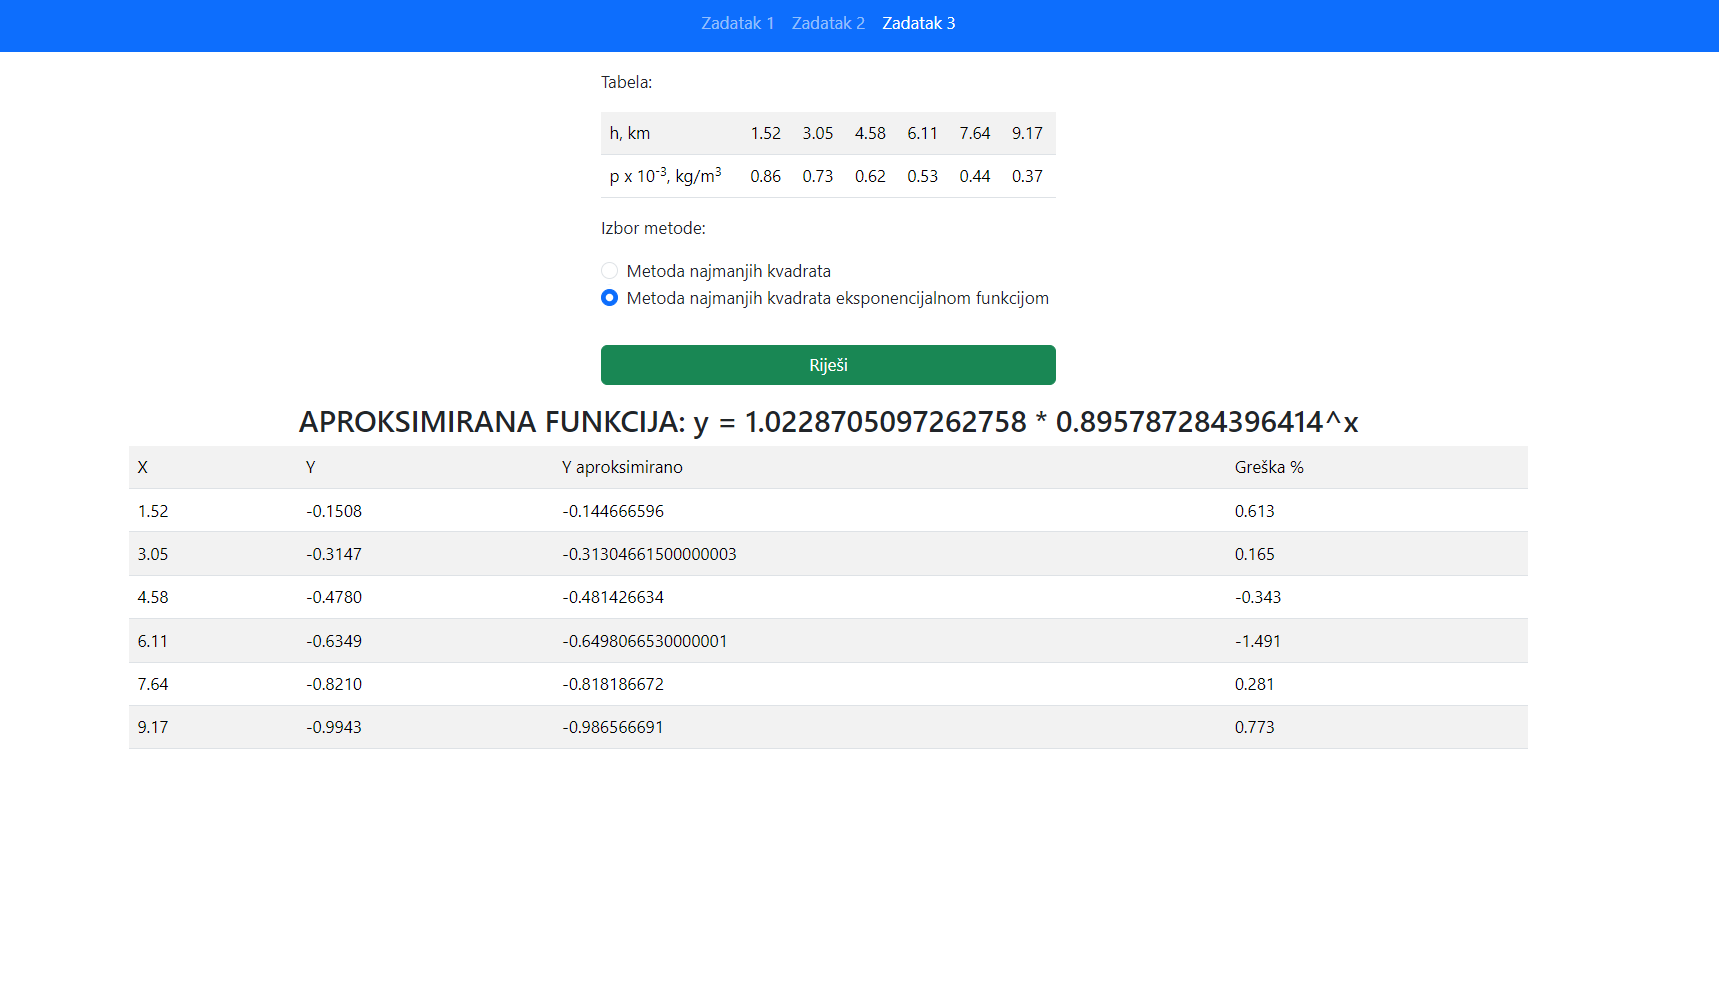 Zadatak 1 Zadatak 2 Zadatak 3
Tabela:
h, km 1.52 3.05 4.58 6.11 7.64 9.17
p x 10⁻³, kg/m³ 0.86 0.73 0.62 0.53 0.44 0.37
Izbor metode:
Metoda najmanjih kvadrata
Metoda najmanjih kvadrata eksponencijalnom funkcijom
Riješi
APROKSIMIRANA FUNKCIJA: y = 1.0228705097262758 * 0.895787284396414^x
X Y Y aproksimirano Greška %
1.52 -0.1508 -0.144666596 0.613
3.05 -0.3147 -0.31304661500000003 0.165
4.58 -0.4780 -0.481426634 -0.343
6.11 -0.6349 -0.6498066530000001 -1.491
7.64 -0.8210 -0.818186672 0.281
9.17 -0.9943 -0.986566691 0.773